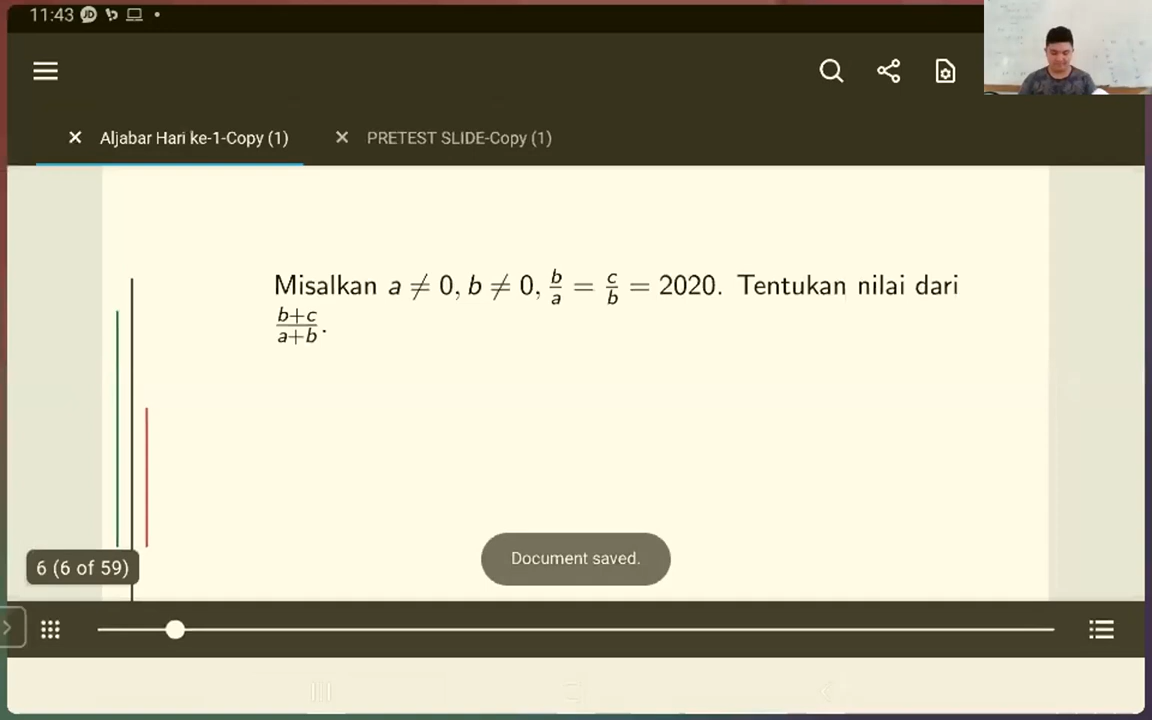 11:43
Aljabar Hari ke-1-Copy (1)
PRETEST SLIDE-Copy (1)
Misalkan a ≠ 0, b ≠ 0, b/a = c/b = 2020. Tentukan nilai dari
b+c/a+b.
Document saved.
6 (6 of 59)